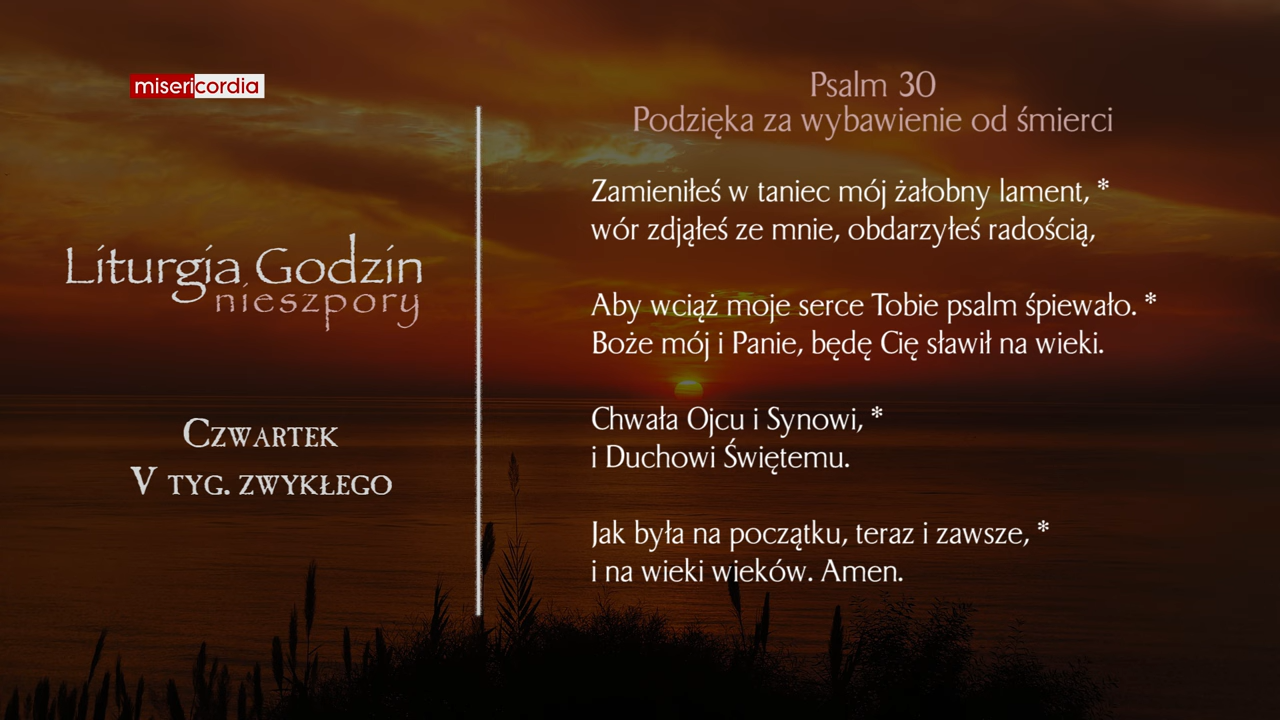 misericordia
Liturgia Godzin
nieszpory
Czwartek
V tyg. zwykłego
Psalm 30
Podzięka za wybawienie od śmierci
Zamieniłeś w taniec mój żałobny lament, *
wór zdjąłeś ze mnie, obdarzyłeś radością,
Aby wciąż moje serce Tobie psalm śpiewało. *
Boże mój i Panie, będę Cię sławił na wieki.
Chwała Ojcu i Synowi, *
i Duchowi Świętemu.
Jak była na początku, teraz i zawsze, *
i na wieki wieków. Amen.